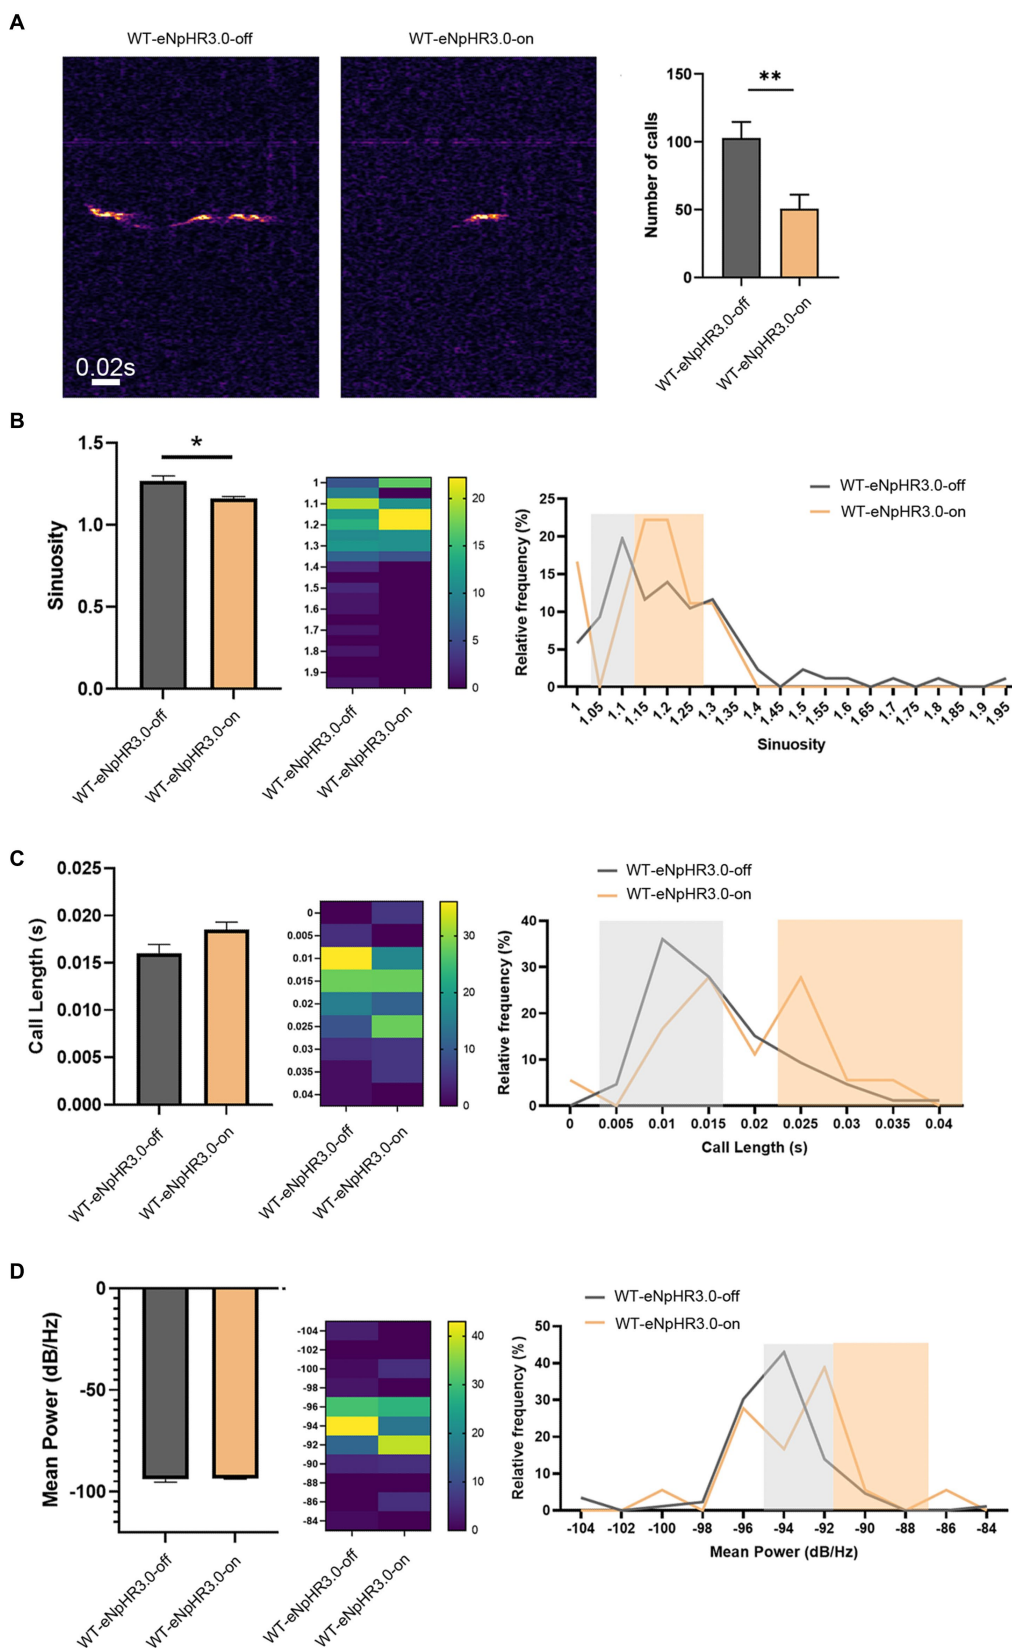 A
WT-eNpHR3.0-off
WT-eNpHR3.0-on
0.02s
Number of calls
150
100
50
0
**
WT-eNpHR3.0-off
WT-eNpHR3.0-on
B
Sinuosity
1.5
1.0
0.5
0.0
*
WT-eNpHR3.0-off
WT-eNpHR3.0-on
1
1.1
1.2
1.3
1.4
1.5
1.6
1.7
1.8
1.9
20
15
10
5
0
WT-eNpHR3.0-off
WT-eNpHR3.0-on
WT-eNpHR3.0-off
WT-eNpHR3.0-on
Relative frequency (%)
25
20
15
10
5
0
1 1.05 1.1 1.15 1.2 1.25 1.3 1.35 1.4 1.45 1.5 1.55 1.6 1.65 1.7 1.75 1.8 1.85 1.9 1.95
Sinuosity
C
Call Length (s)
0.025
0.020
0.015
0.010
0.005
0.000
WT-eNpHR3.0-off
WT-eNpHR3.0-on
0
0.005
0.01
0.015
0.02
0.025
0.03
0.035
0.04
30
20
10
0
WT-eNpHR3.0-off
WT-eNpHR3.0-on
WT-eNpHR3.0-off
WT-eNpHR3.0-on
Relative frequency (%)
40
30
20
10
0
0 0.005 0.01 0.015 0.02 0.025 0.03 0.035 0.04
Call Length (s)
D
Mean Power (dB/Hz)
0
-50
-100
WT-eNpHR3.0-off
WT-eNpHR3.0-on
-104
-102
-100
-98
-96
-94
-92
-90
-88
-86
-84
40
30
20
10
0
WT-eNpHR3.0-off
WT-eNpHR3.0-on
WT-eNpHR3.0-off
WT-eNpHR3.0-on
Relative frequency (%)
50
40
30
20
10
0
-104 -102 -100 -98 -96 -94 -92 -90 -88 -86 -84
Mean Power (dB/Hz)